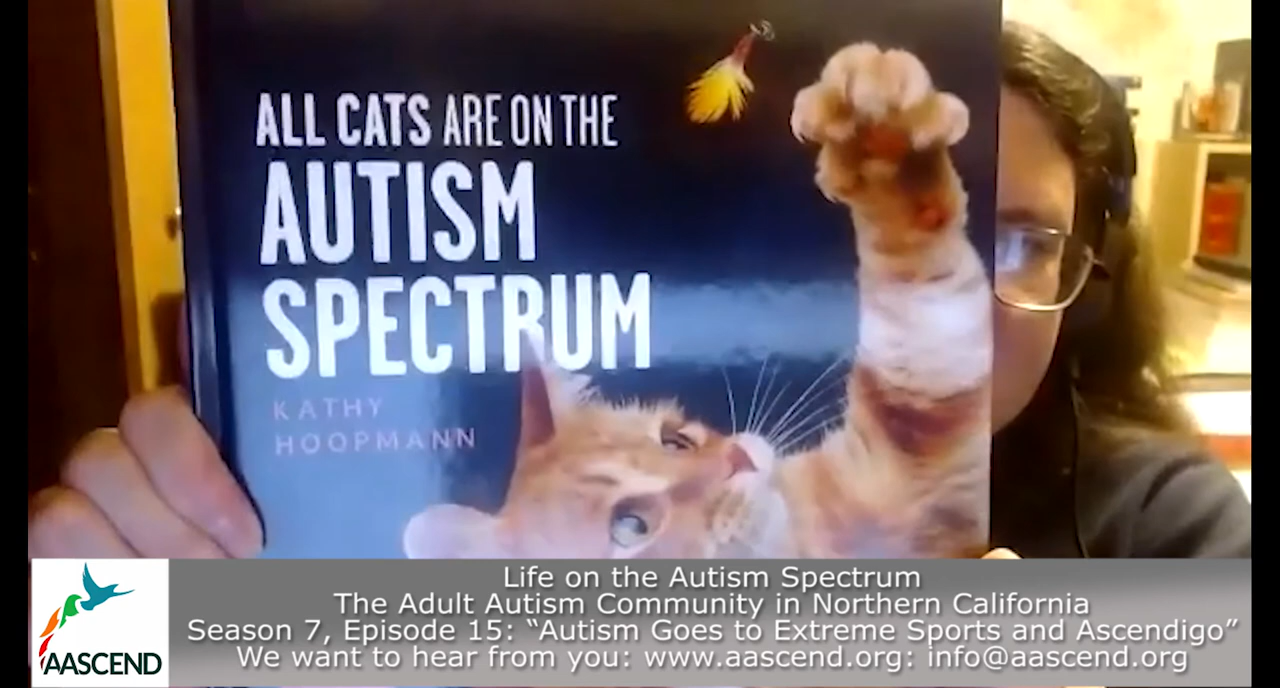 ALL CATS ARE ON THE
AUTISM
SPECTRUM
KATHY
HOOPMANN
AASCEND
Life on the Autism Spectrum
The Adult Autism Community in Northern California
Season 7, Episode 15: “Autism Goes to Extreme Sports and Ascendigo”
We want to hear from you: www.aascend.org: info@aascend.org